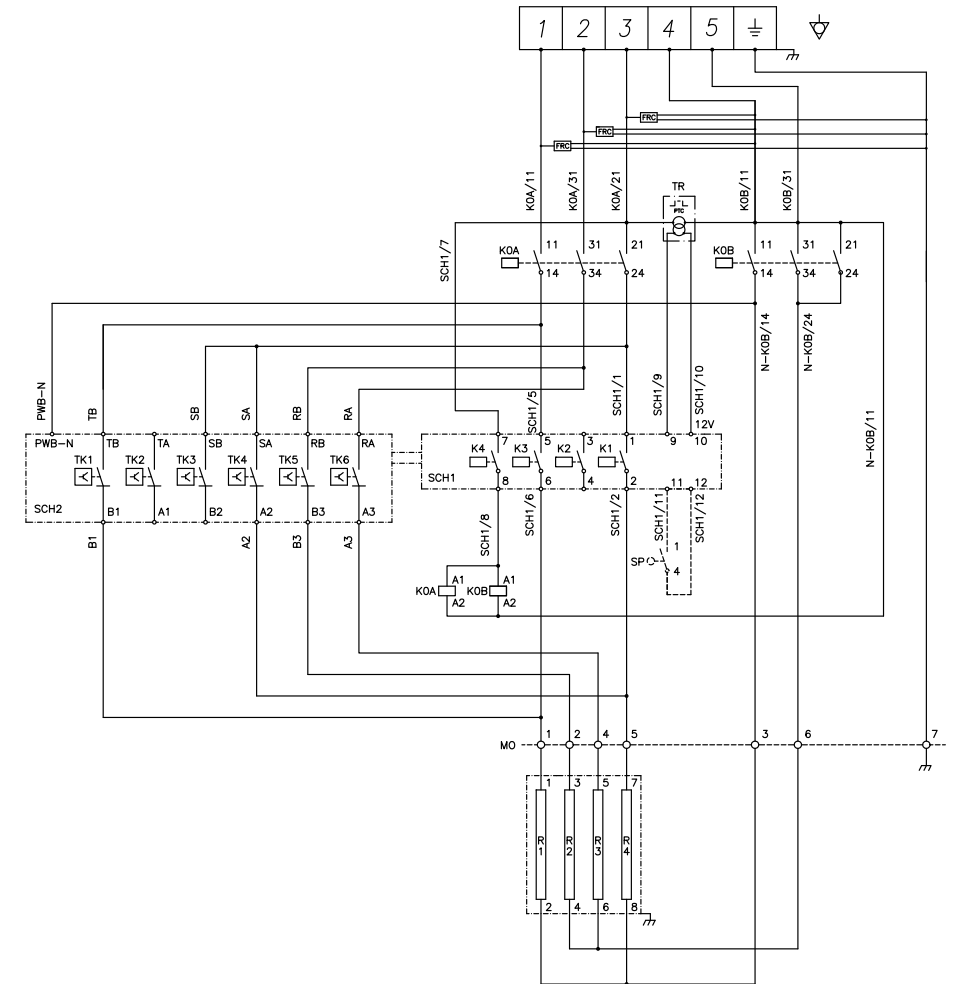 1 2 3 4 5
FRC
FRC
FRC
K0A/11 K0A/31 K0A/21 K0B/11 K0B/31
TR
PTC
SCH1/7
K0A 11 31 21 K0B 11 31 21
14 34 24 14 34 24
N-K0B/14 N-K0B/24
SCH1/5 SCH1/1 SCH1/9 SCH1/10
N-K0B/11
PWB-N TB SB SA RB RA
12V
PWB-N TB TA SB SA RB RA
7 5 3 1 9 10
TK1 TK2 TK3 TK4 TK5 TK6
K4 K3 K2 K1
SCH1
8 6 4 2 11 12
SCH2
B1 A1 B2 A2 B3 A3
B1 A2 B3 A3
SCH1/8 SCH1/6 SCH1/2 SCH1/11 SCH1/12
SP 1
4
K0A A1 K0B A1
A2 A2
MO 1 2 4 5 3 6 7
1 3 5 7
R1 R2 R3 R4
2 4 6 8